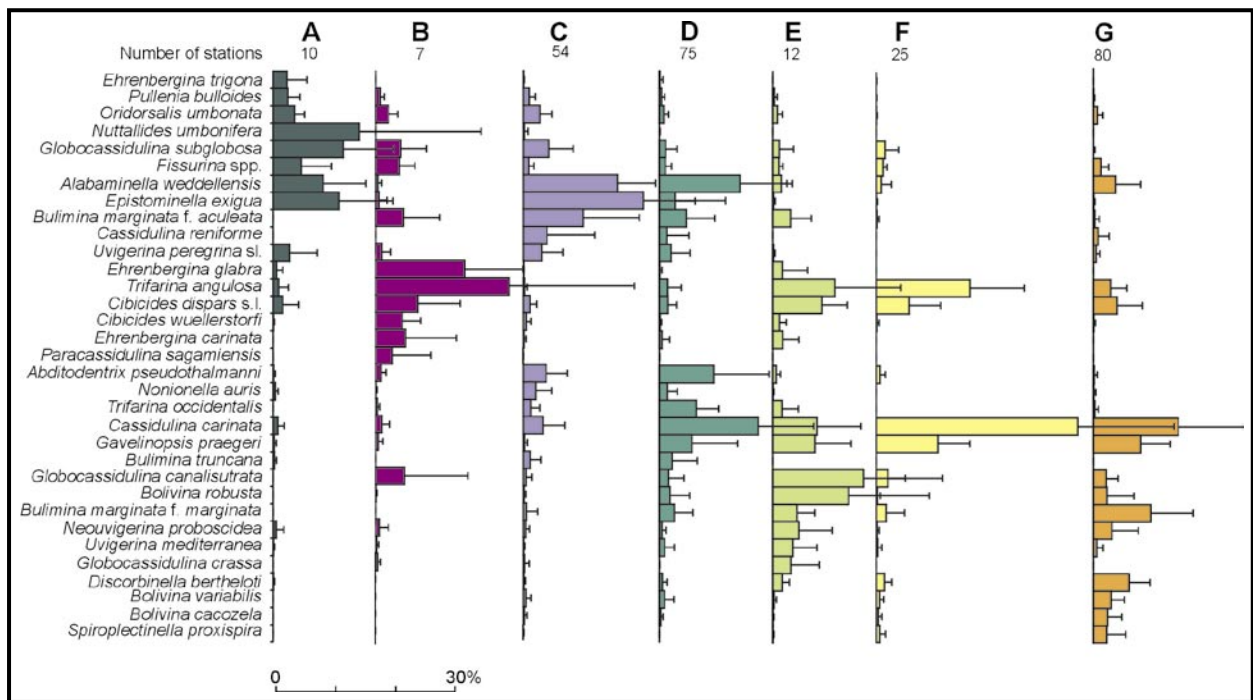 A B C D E F G
Number of stations 10 7 54 75 12 25 80
Ehrenbergina trigona
Pullenia bulloides
Oridorsalis umbonata
Nuttallides umbonifera
Globocassidulina subglobosa
Fissurina spp.
Alabaminella weddellensis
Epistominella exigua
Bulimina marginata f. aculeata
Cassidulina reniforme
Uvigerina peregrina sl.
Ehrenbergina glabra
Trifarina angulosa
Cibicides dispars s.l.
Cibicides wuellerstorfi
Ehrenbergina carinata
Paracassidulina sagamiensis
Abditodentrix pseudothalmanni
Nonionella auris
Trifarina occidentalis
Cassidulina carinata
Gavelinopsis praegeri
Bulimina truncana
Globocassidulina canalisutrata
Bolivina robusta
Bulimina marginata f. marginata
Neouvigerina proboscidea
Uvigerina mediterranea
Globocassidulina crassa
Discorbinella bertheloti
Bolivina variabilis
Bolivina cacozela
Spiroplectinella proxispira
0 30%